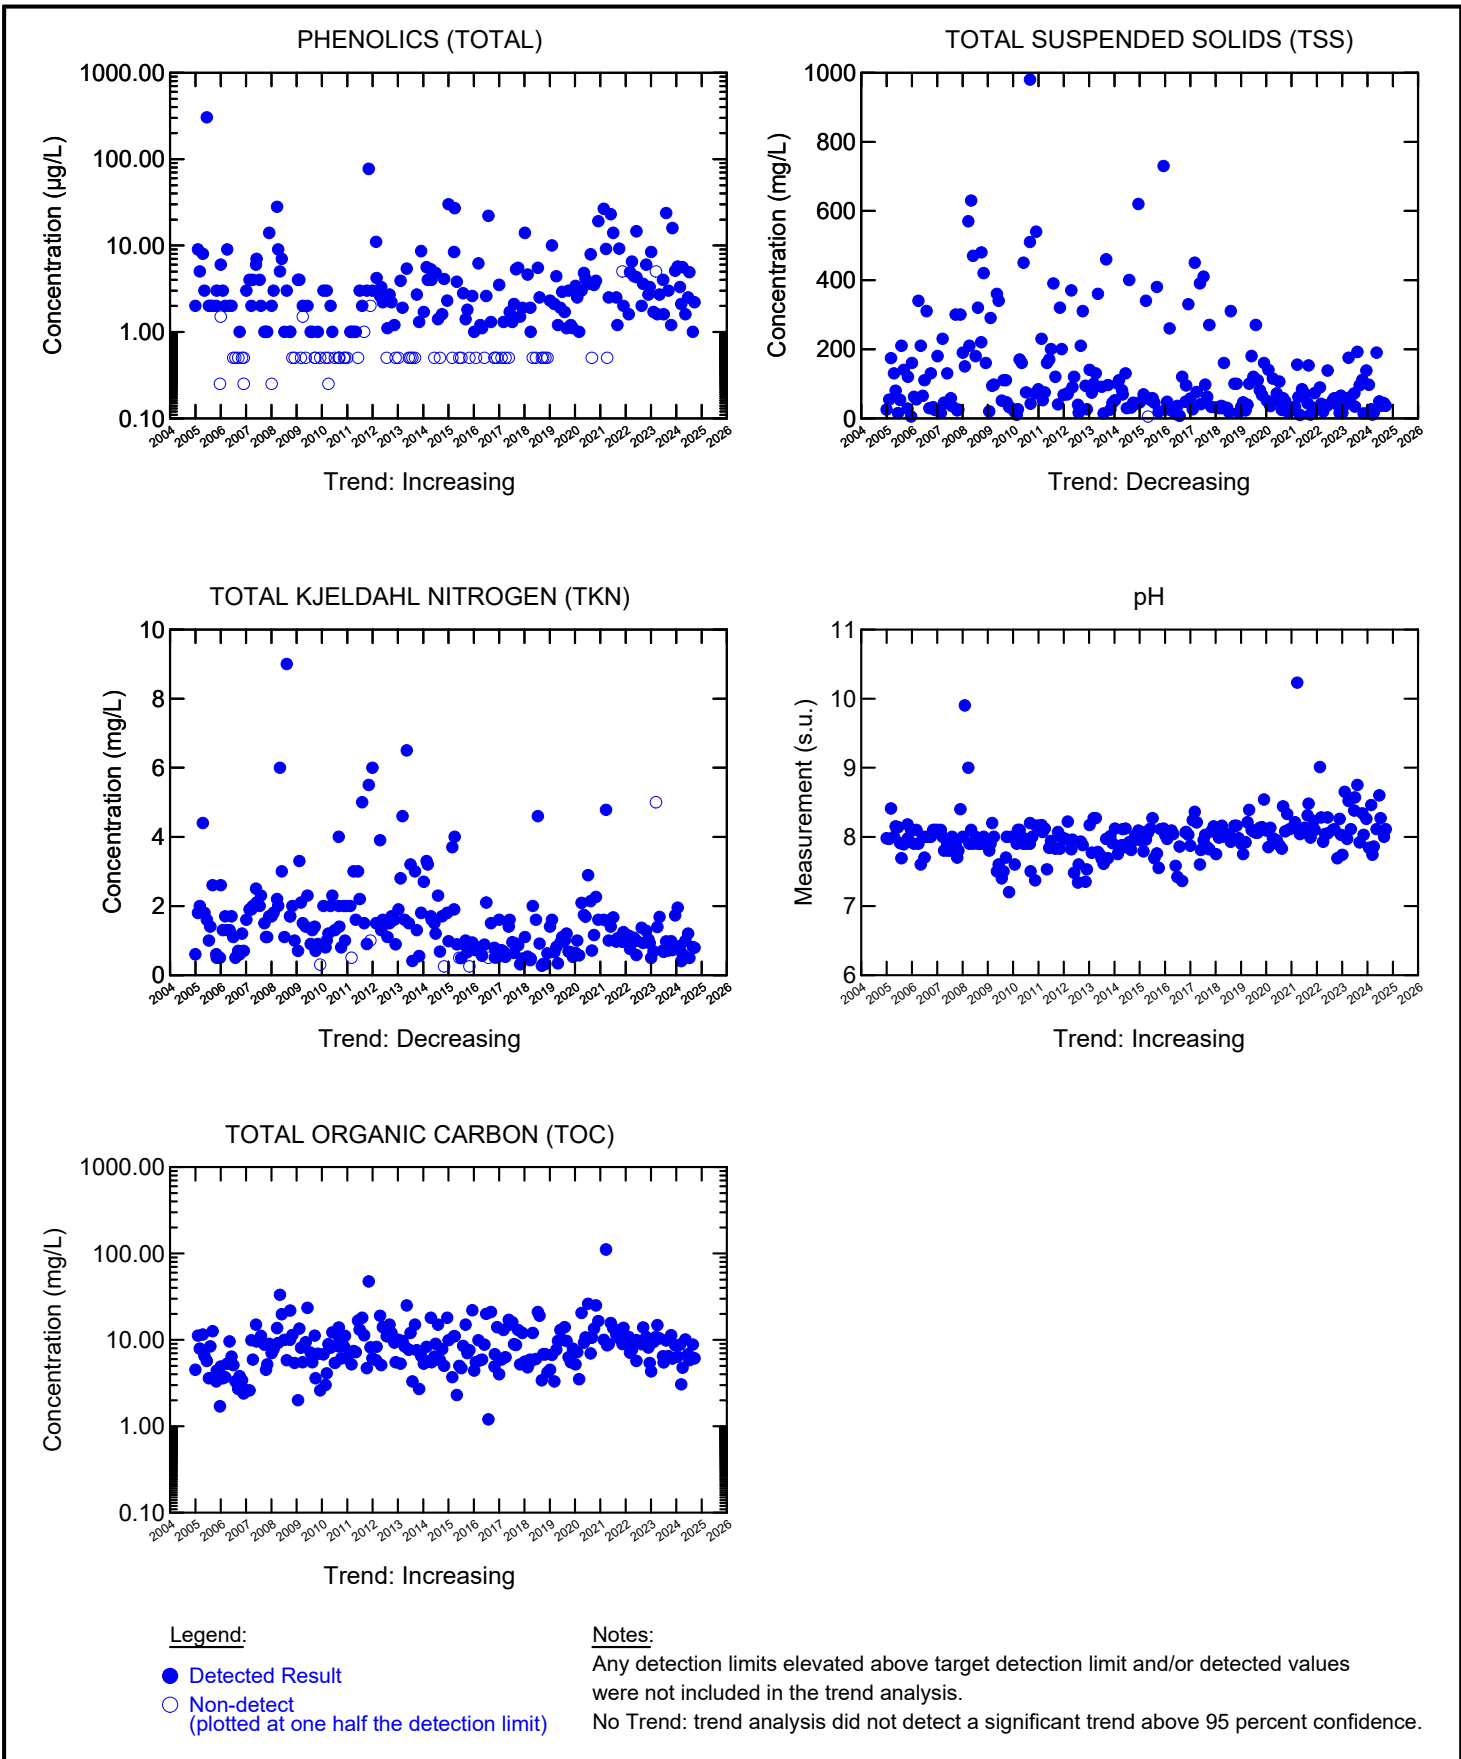 PHENOLICS (TOTAL)
Concentration (µg/L)
1000.00
100.00
10.00
1.00
0.10
2004 2005 2006 2007 2008 2009 2010 2011 2012 2013 2014 2015 2016 2017 2018 2019 2020 2021 2022 2023 2024 2025 2026
Trend: Increasing
TOTAL SUSPENDED SOLIDS (TSS)
Concentration (mg/L)
1000
800
600
400
200
0
2004 2005 2006 2007 2008 2009 2010 2011 2012 2013 2014 2015 2016 2017 2018 2019 2020 2021 2022 2023 2024 2025 2026
Trend: Decreasing
TOTAL KJELDAHL NITROGEN (TKN)
Concentration (mg/L)
10
8
6
4
2
0
2004 2005 2006 2007 2008 2009 2010 2011 2012 2013 2014 2015 2016 2017 2018 2019 2020 2021 2022 2023 2024 2025 2026
Trend: Decreasing
pH
Measurement (s.u.)
11
10
9
8
7
6
2004 2005 2006 2007 2008 2009 2010 2011 2012 2013 2014 2015 2016 2017 2018 2019 2020 2021 2022 2023 2024 2025 2026
Trend: Increasing
TOTAL ORGANIC CARBON (TOC)
Concentration (mg/L)
1000.00
100.00
10.00
1.00
0.10
2004 2005 2006 2007 2008 2009 2010 2011 2012 2013 2014 2015 2016 2017 2018 2019 2020 2021 2022 2023 2024 2025 2026
Trend: Increasing
Legend:
Detected Result
Non-detect
(plotted at one half the detection limit)
Notes:
Any detection limits elevated above target detection limit and/or detected values
were not included in the trend analysis.
No Trend: trend analysis did not detect a significant trend above 95 percent confidence.